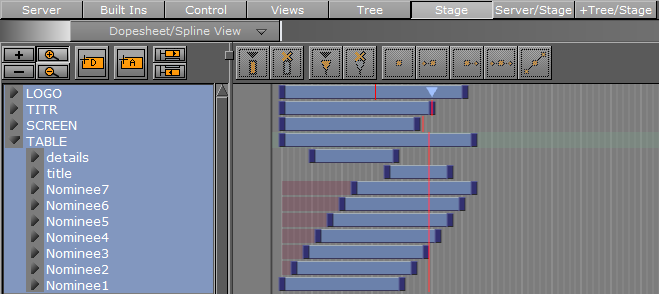 Server Built Ins Control Views Tree Stage Server/Stage +Tree/Stage
Dopesheet/Spline View
+ D A
LOGO
TITR
SCREEN
TABLE
details
title
Nominee7
Nominee6
Nominee5
Nominee4
Nominee3
Nominee2
Nominee1